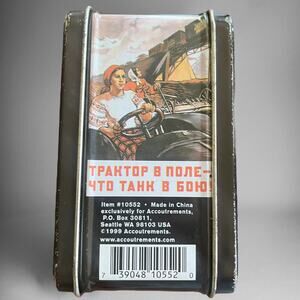 ТРАКТОР В ПОЛЕ–
ЧТО ТАНК В БОЮ!
Item #10552 • Made in China
exclusively for Accoutrements,
P.O. Box 30811,
Seattle WA 98103 USA
©1999 Accoutrements.
www.accoutrements.com
7 39048 10552 0